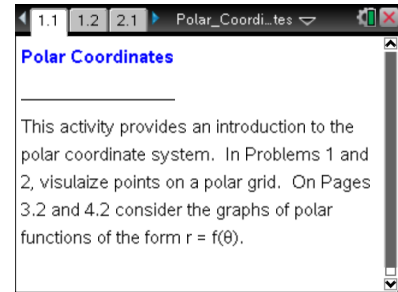 1.1 1.2 2.1 Polar_Coordi...tes
Polar Coordinates
This activity provides an introduction to the
polar coordinate system. In Problems 1 and
2, visulaize points on a polar grid. On Pages
3.2 and 4.2 consider the graphs of polar
functions of the form r = f(θ).